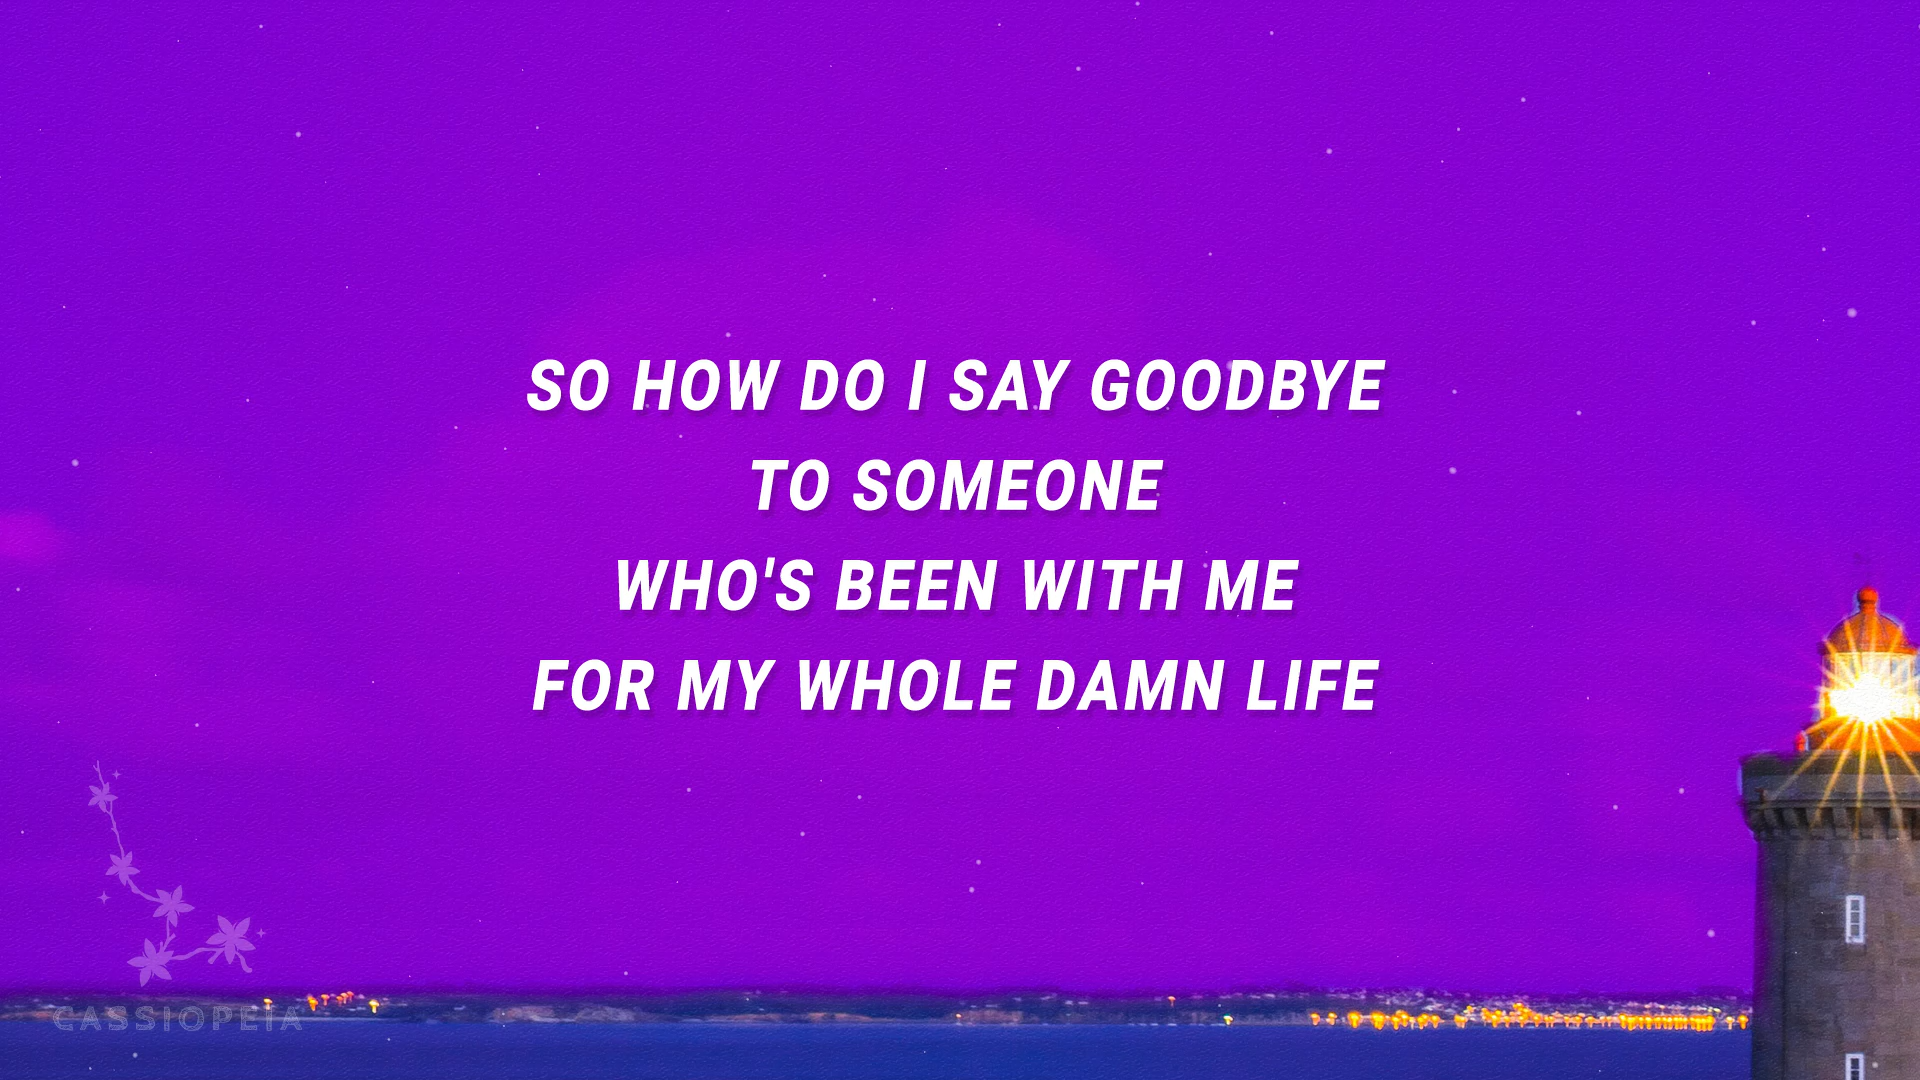 SO HOW DO I SAY GOODBYE
TO SOMEONE
WHO'S BEEN WITH ME
FOR MY WHOLE DAMN LIFE
CASSIOPEIA